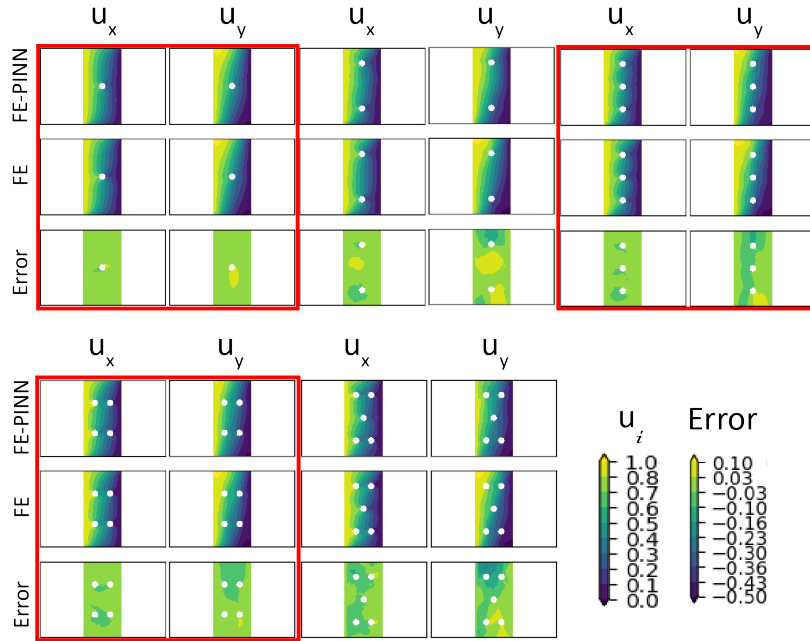 u_x u_y u_x u_y u_x u_y
FE-PINN
FE
Error
u_x u_y u_x u_y
FE-PINN
FE
Error
u_i Error
1.0
0.9
0.8
0.7
0.6
0.5
0.4
0.3
0.2
0.1
0.0
0.10
0.03
−0.03
−0.10
−0.16
−0.23
−0.30
−0.36
−0.43
−0.50